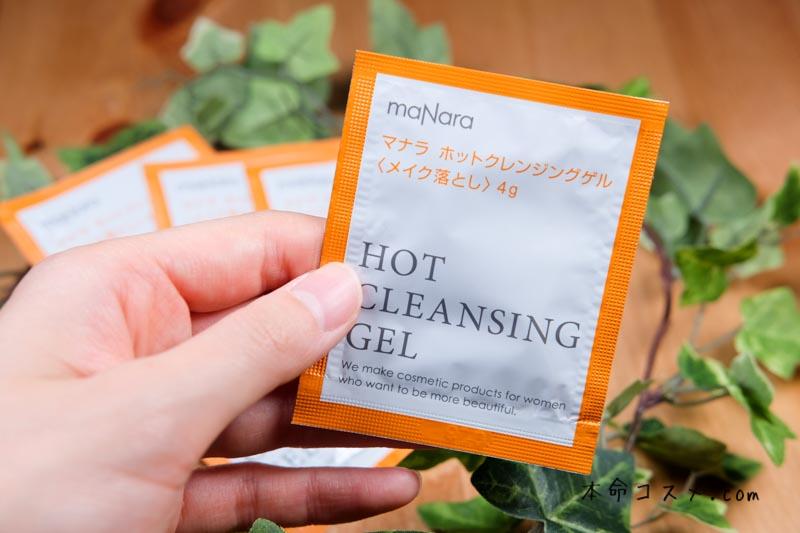 maNara
マナラ ホットクレンジングゲル
〈メイク落とし〉4g
HOT
CLEANSING
GEL
We make cosmetic products for women
who want to be more beautiful.
本命コスメ.com